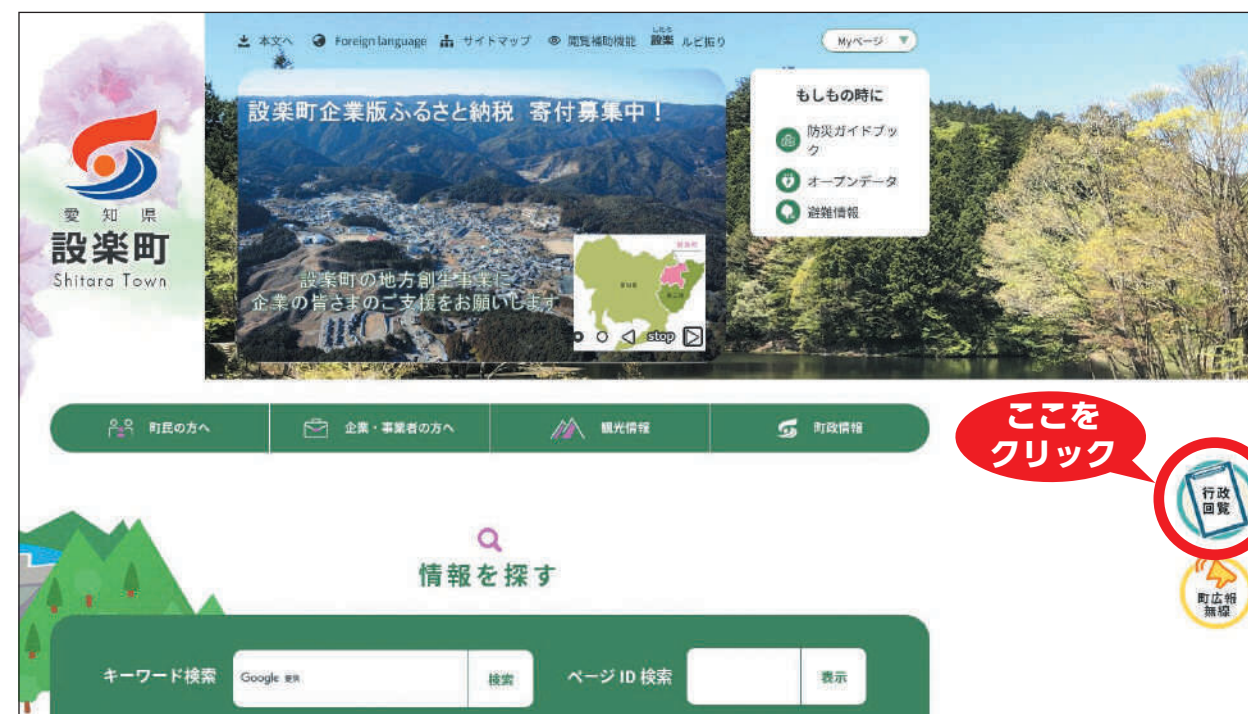 本文へ Foreign language サイトマップ 閲覧補助機能 設楽 したら ルビ振り Myページ
愛知県
設楽町
Shitara Town
設楽町企業版ふるさと納税 寄付募集中！
設楽町の地方創生事業に
企業の皆さまのご支援をお願いします
stop
もしもの時に
防災ガイドブッ
ク
オープンデータ
避難情報
町民の方へ 企業・事業者の方へ 観光情報 町政情報
ここを
クリック
行政
回覧
町広報
無線
情報を探す
キーワード検索 Google 提供 検索 ページID検索 表示